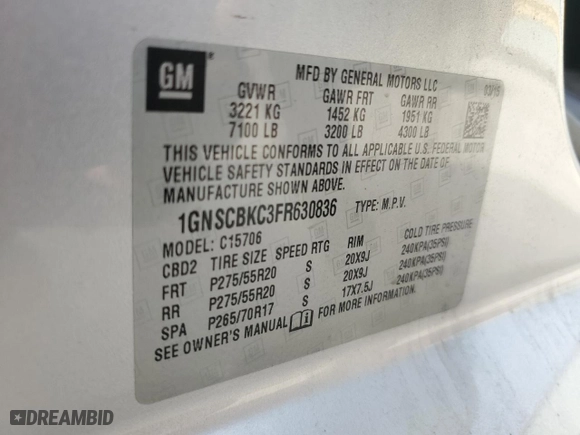 GM
MFD BY GENERAL MOTORS LLC 03/15
GVWR GAWR FRT GAWR RR
3221 KG 1452 KG 1951 KG
7100 LB 3200 LB 4300 LB
THIS VEHICLE CONFORMS TO ALL APPLICABLE U.S. FEDERAL MOTOR
VEHICLE SAFETY STANDARDS IN EFFECT ON THE DATE OF
MANUFACTURE SHOWN ABOVE.
1GNSCBKC3FR630836 TYPE: M.P.V.
MODEL: C15706
CBD2 TIRE SIZE SPEED RTG RIM COLD TIRE PRESSURE
FRT P275/55R20 S 20X9J 240KPA(35PSI)
RR P275/55R20 S 20X9J 240KPA(35PSI)
SPA P265/70R17 S 17X7.5J 240KPA(35PSI)
SEE OWNER'S MANUAL FOR MORE INFORMATION.
DREAMBID